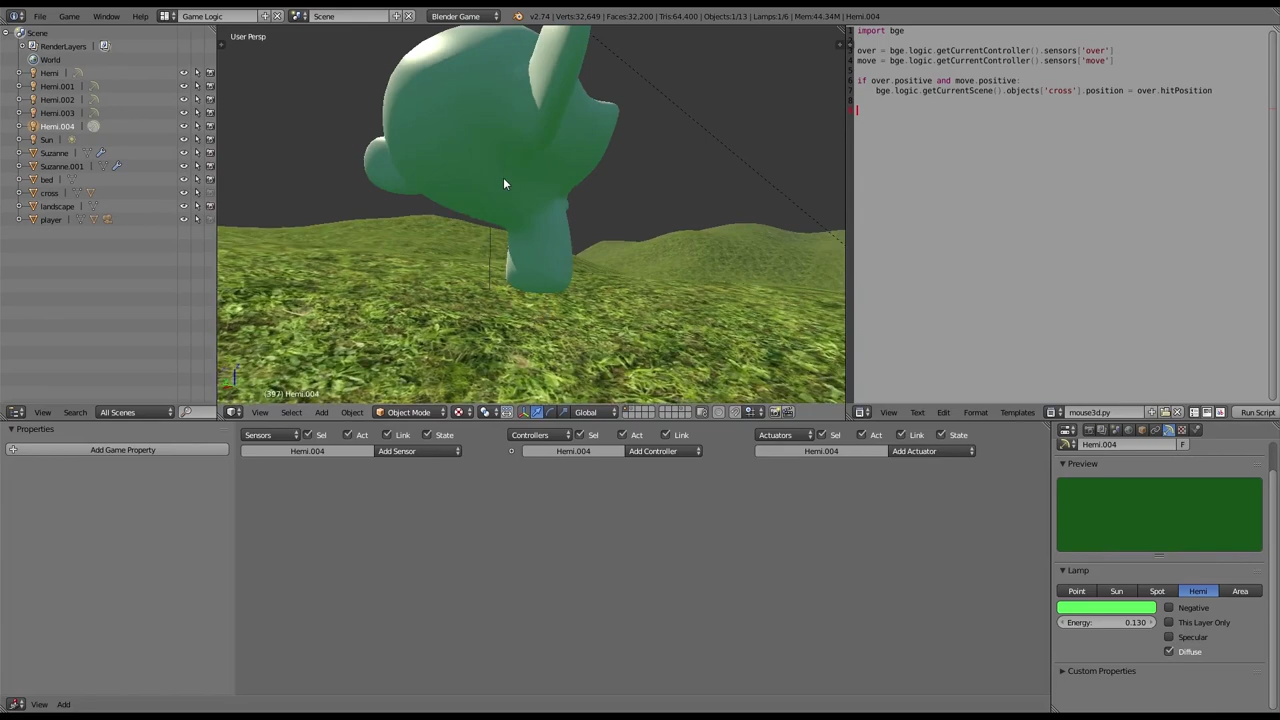 File Game Window Help Game Logic Scene Blender Game v2.74 | Verts:32,649 | Faces:32,200 | Tris:64,400 | Objects:1/13 | Lamps:1/6 | Mem:44.34M | Hemi.004
Scene
RenderLayers
World
Hemi
Hemi.001
Hemi.002
Hemi.003
Hemi.004
Sun
Suzanne
Suzanne.001
bed
cross
landscape
player
View Search All Scenes
User Persp
(397) Hemi.004
View Select Add Object Object Mode Global
1 import bge
3 over = bge.logic.getCurrentController().sensors['over']
4 move = bge.logic.getCurrentController().sensors['move']
5
6 if over.positive and move.positive:
7 bge.logic.getCurrentScene().objects['cross'].position = over.hitPosition
8
View Text Edit Format Templates mouse3d.py Run Script
Properties
Add Game Property
Sensors Sel Act Link State
Hemi.004 Add Sensor
Controllers Sel Act Link
Hemi.004 Add Controller
Actuators Sel Act Link State
Hemi.004 Add Actuator
View Add
Hemi.004 F
Preview
Lamp
Point Sun Spot Hemi Area
Negative
Energy: 0.130 This Layer Only
Specular
Diffuse
Custom Properties